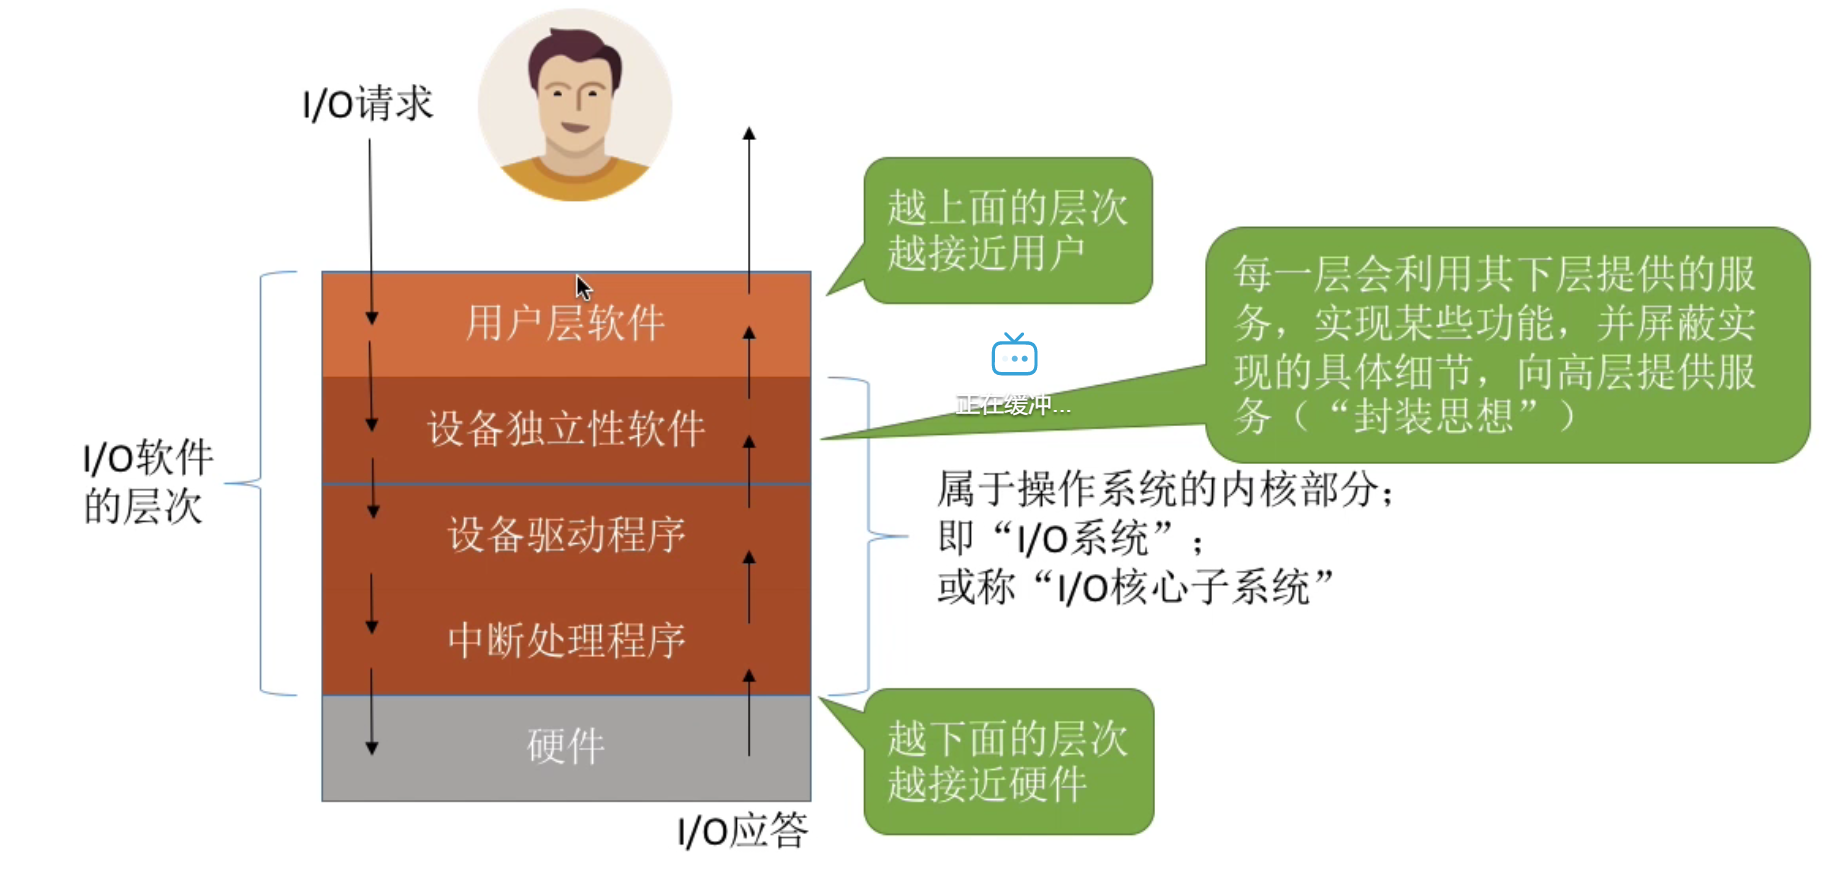 I/O请求
越上面的层次
越接近用户
每一层会利用其下层提供的服
务，实现某些功能，并屏蔽实
现的具体细节，向高层提供服
务（“封装思想”）
用户层软件
正在缓冲...
设备独立性软件
I/O软件
的层次
属于操作系统的内核部分；
即“I/O系统”；
或称“I/O核心子系统”
设备驱动程序
中断处理程序
硬件
越下面的层次
越接近硬件
I/O应答